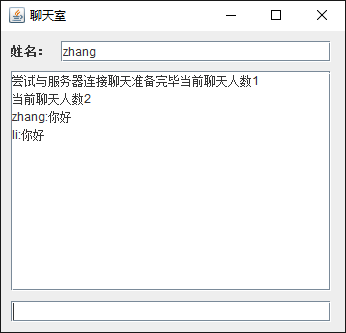 聊天室
姓名: zhang
尝试与服务器连接聊天准备完毕当前聊天人数1
当前聊天人数2
zhang:你好
li:你好